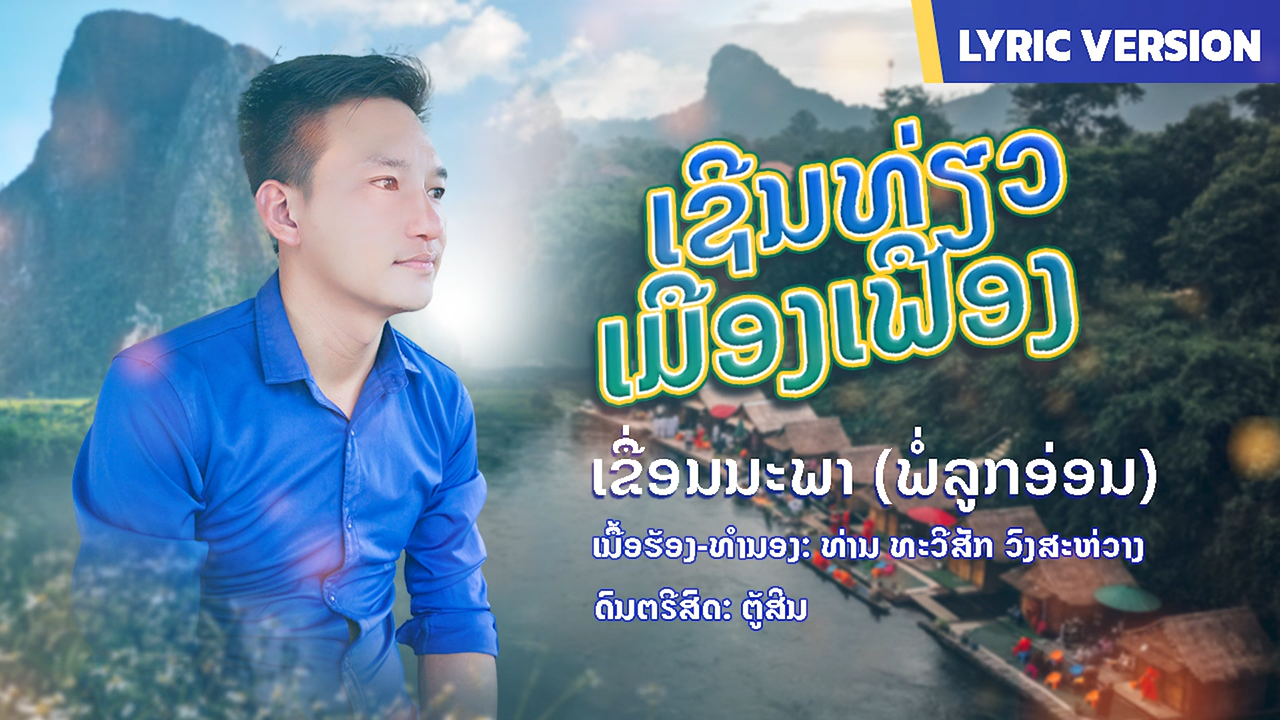 LYRIC VERSION
ເຊີນທ່ຽວ
ເມືອງເຟືອງ
ເຂື່ອນນະພາ (ພໍ່ລູກອ່ອນ)
ເນື້ອຮ້ອງ-ທຳນອງ: ທ່ານ ທະວີສັກ ວົງສະຫ່ວາງ
ດົນຕຣີສົດ: ຕູ້ສິນ